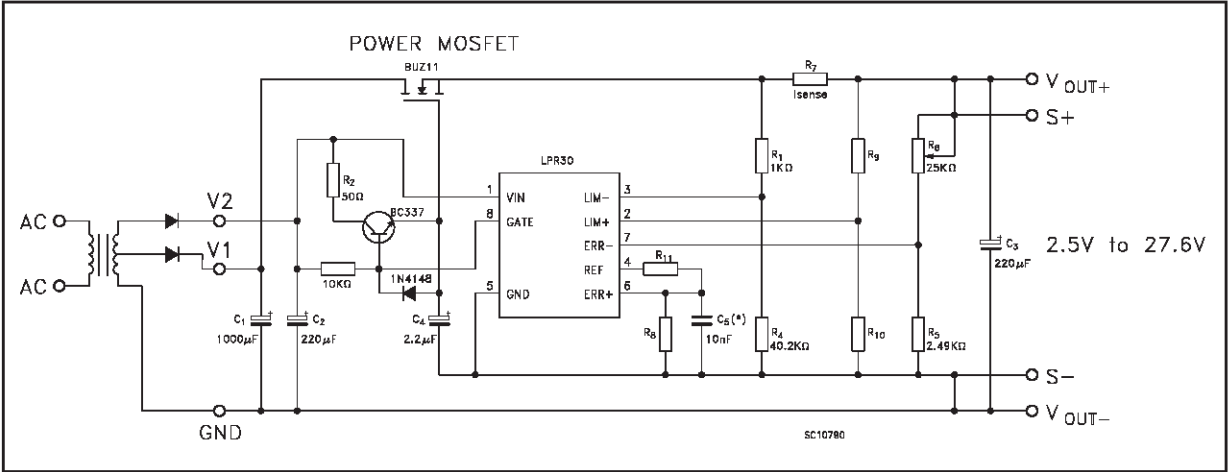 POWER MOSFET
BUZ11
R7
Isense
VOUT+
S+
R1
1KΩ
R9
R6
25KΩ
LPR30
R2
50Ω
1
VIN
LIM-
3
AC
V2
BC337
8
GATE
LIM+
2
ERR-
7
C3
220µF
2.5V to 27.6V
V1
10KΩ
1N4148
REF
4
R11
AC
5
GND
ERR+
6
C1
1000µF
C2
220µF
C4
2.2µF
R8
C5(*)
10nF
R4
40.2KΩ
R10
R5
2.49KΩ
S-
GND
VOUT-
SC10780